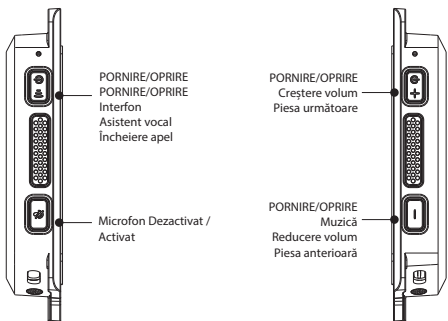 PORNIRE/OPRIRE
PORNIRE/OPRIRE
Interfon
Asistent vocal
Încheiere apel
Microfon Dezactivat /
Activat
PORNIRE/OPRIRE
Creștere volum
Piesa următoare
PORNIRE/OPRIRE
Muzică
Reducere volum
Piesa anterioară